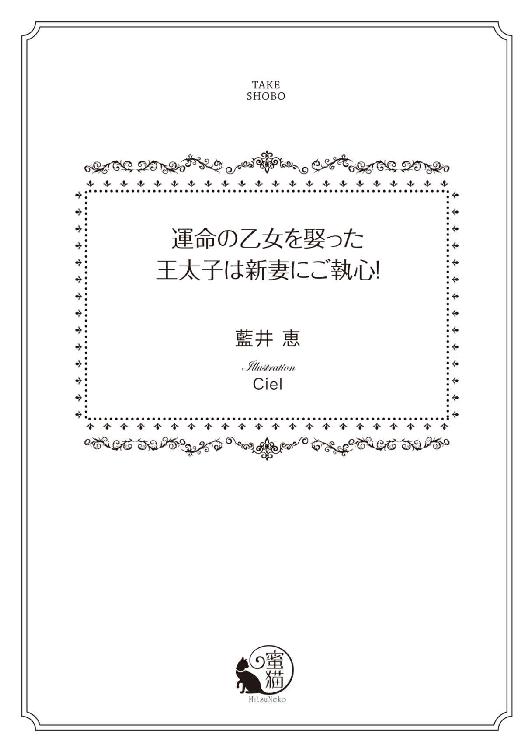 TAKE
SHOBO
運命の乙女を娶った
王太子は新妻にご執心!
藍井 恵
Illustration
Ciel
蜜猫
MitsuNeko